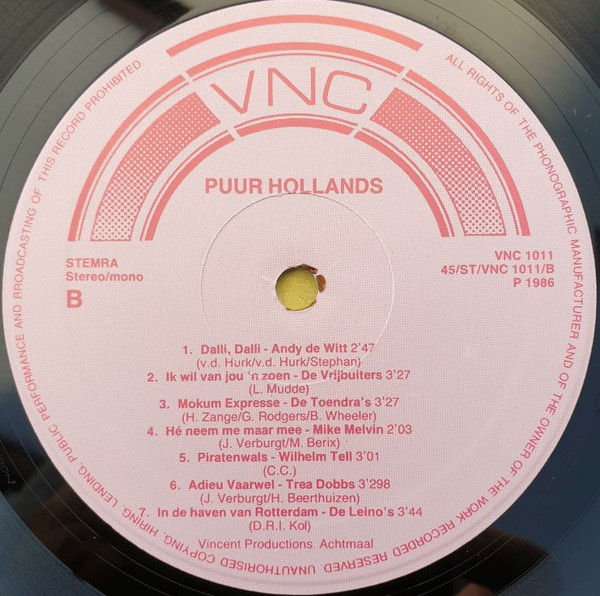 ALL RIGHTS OF THE PHONOGRAPHIC MANUFACTURER AND OF THE OWNER OF THE WORK RECORDED RESERVED. UNAUTHORISED COPYING, HIRING, LENDING, PUBLIC PERFORMANCE AND BROADCASTING OF THIS RECORD PROHIBITED
VNC
PUUR HOLLANDS
STEMRA
Stereo/mono
B
VNC 1011
45/ST/VNC 1011/B
P 1986
1. Dalli, Dalli - Andy de Witt 2'47
(v.d. Hurk/v.d. Hurk/Stephan)
2. Ik wil van jou 'n zoen - De Vrijbuiters 3'27
(L. Mudde)
3. Mokum Expresse - De Toendra's 3'27
(H. Zange/G. Rodgers/B. Wheeler)
4. Hé neem me maar mee - Mike Melvin 2'03
(J. Verburgt/M. Berix)
5. Piratenwals - Wilhelm Tell 3'01
(C.C.)
6. Adieu Vaarwel - Trea Dobbs 3'298
(J. Verburgt/H. Beerthuizen)
7. In de haven van Rotterdam - De Leino's 3'44
(D.R.I. Kol)
Vincent Productions. Achtmaal